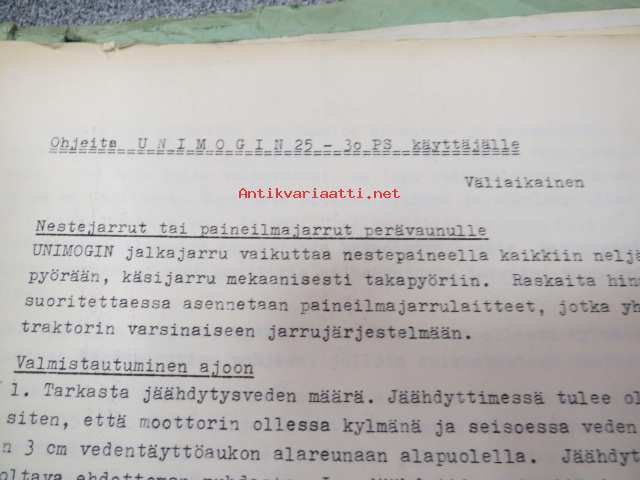 Ohjeita U N I M O G I N 25 - 3o PS käyttäjälle
Väliaikainen
Antikvariaatti.net
Nestejarrut tai paineilmajarrut perävaunulle
UNIMOGIN jalkajarru vaikuttaa nestepaineella kaikkiin neljä
pyörään, käsijarru mekaanisesti takapyöriin. Raskaita hin
suoritettaessa asennetaan paineilmajarrulaitteet, jotka yh
traktorin varsinaiseen jarrujärjestelmään.
Valmistautuminen ajoon
1. Tarkasta jäähdytysveden määrä. Jäähdyttimessä tulee ol
siten, että moottorin ollessa kylmänä ja seisoessa veden
n 3 cm vedentäyttöaukon alareunaan alapuolella. Jäähdyt